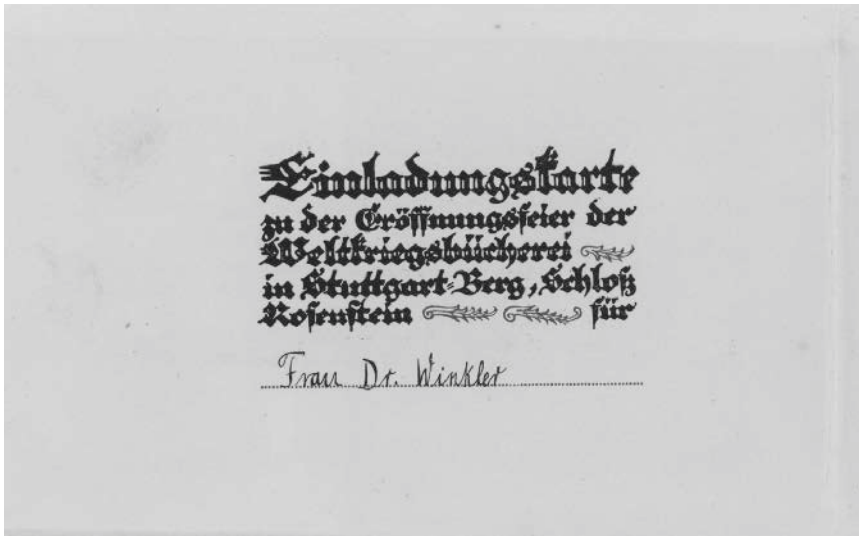 Einladungskarte
zu der Eröffnungsfeier der
Weltkriegsbücherei
in Stuttgart-Berg, Schloß
Rosenstein für
Frau Dr. Winkler